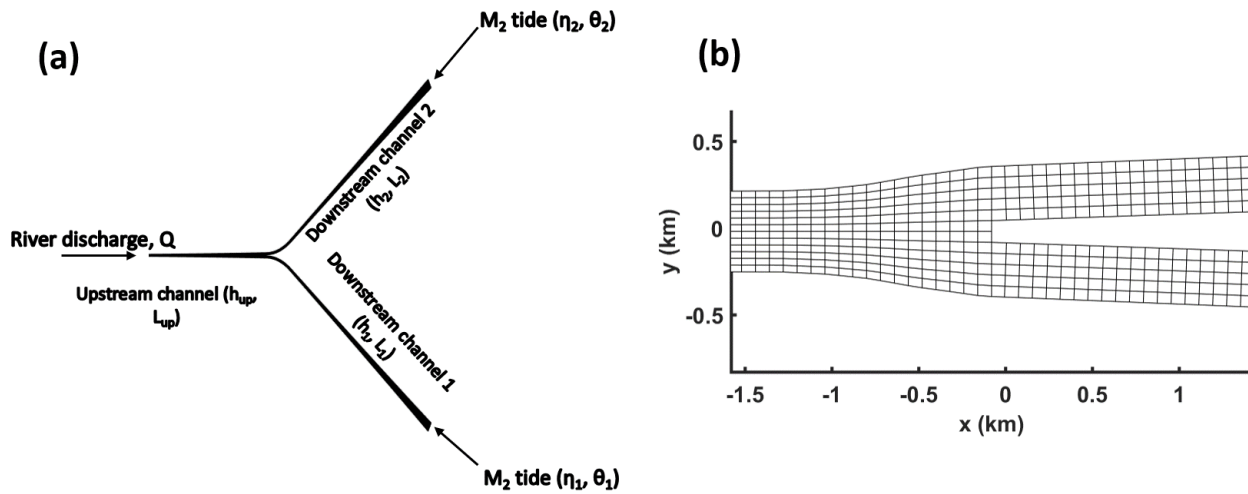 (a)
M₂ tide (η₂, θ₂)
Downstream channel 2
(h₂, L₂)
River discharge, Q
Upstream channel (h_up,
L_up)
Downstream channel 1
(h₁, L₁)
M₂ tide (η₁, θ₁)
(b)
0.5
0
-0.5
y (km)
-1.5 -1 -0.5 0 0.5 1
x (km)